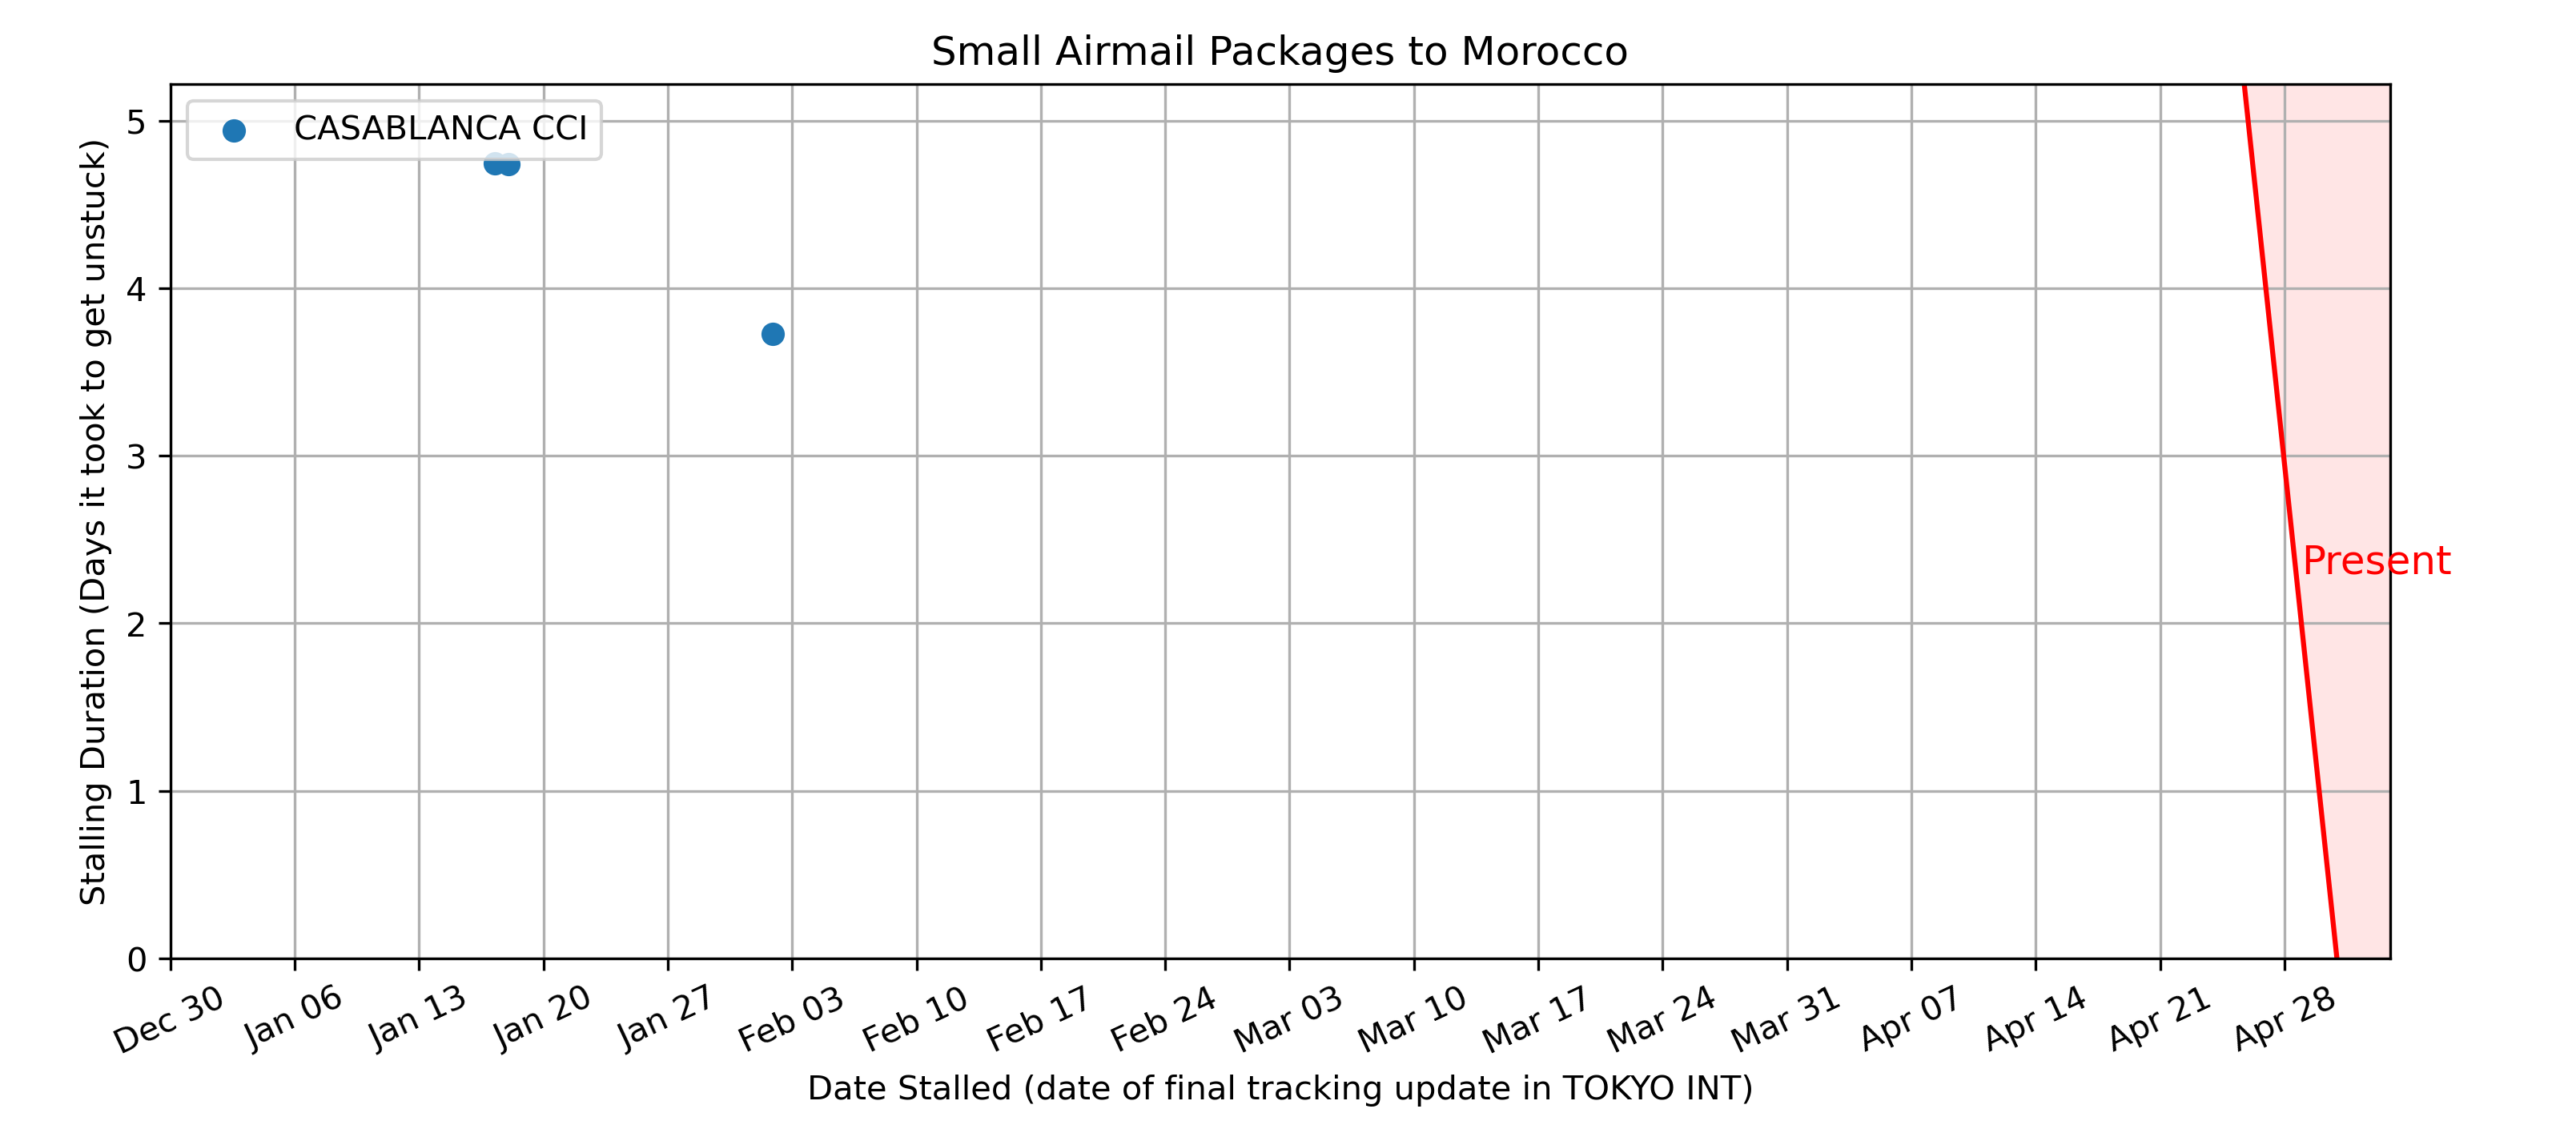 Small Airmail Packages to Morocco
CASABLANCA CCI
Stalling Duration (Days it took to get unstuck)
5
4
3
2
1
0
Present
Dec 30
Jan 06
Jan 13
Jan 20
Jan 27
Feb 03
Feb 10
Feb 17
Feb 24
Mar 03
Mar 10
Mar 17
Mar 24
Mar 31
Apr 07
Apr 14
Apr 21
Apr 28
Date Stalled (date of final tracking update in TOKYO INT)